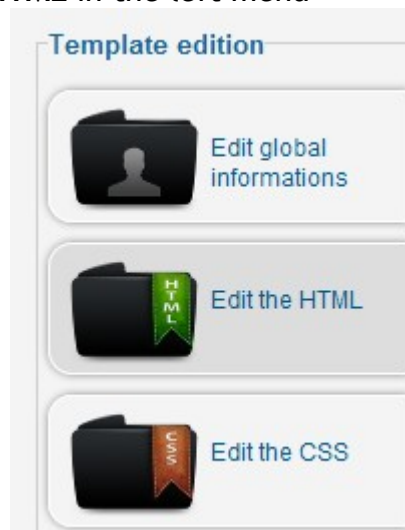 in the left menu
Template edition
Edit global
informations
HTML
Edit the HTML
CSS
Edit the CSS